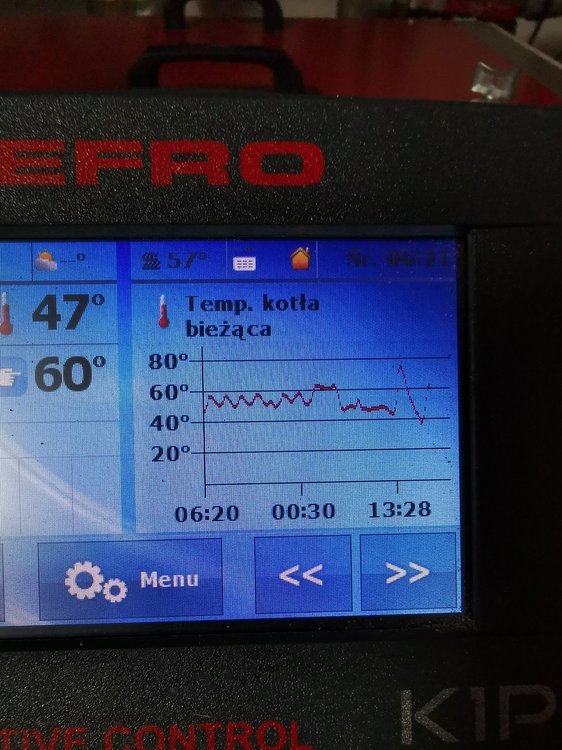 EFRO
--°
57°
47°
Temp. kotła
bieżąca
60°
80°
60°
40°
20°
06:20
00:30
13:28
Menu
<<
>>
K1P
TIVE CONTROL